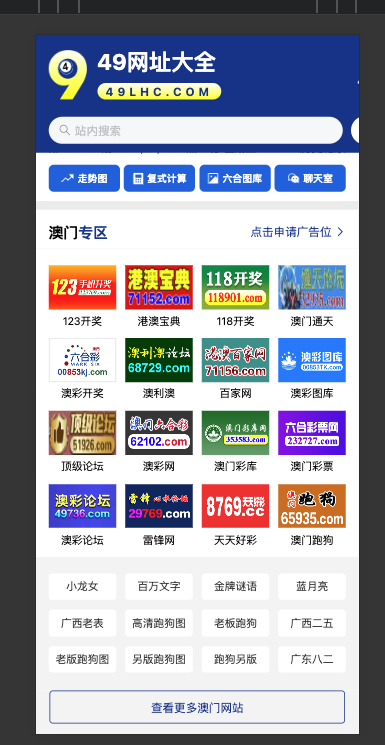 49网址大全
49LHC.COM
站内搜索
走势图 复式计算 六合图库 聊天室
澳门专区 点击申请广告位
123手机开奖 港澳宝典 118开奖
71152.com 118901.com
123开奖 港澳宝典 118开奖 澳门通天
六合彩 澳利澳论坛 港澳百家网 澳彩图库
MARK SIX
00853kj.com 68729.com 71156.com 00853TK.com
澳彩开奖 澳利澳 百家网 澳彩图库
顶级论坛 澳门六合彩 澳门彩库 六合彩票网
51926.com 62102.com 353583.com 232727.com
顶级论坛 澳彩网 澳门彩库 澳门彩票
澳彩论坛 雷锋心水论坛 8769.cc 天天好彩 澳门跑狗
49736.com 29769.com 65935.com
澳彩论坛 雷锋网 天天好彩 澳门跑狗
小龙女 百万文字 金牌谜语 蓝月亮
广西老表 高清跑狗图 老板跑狗 广西二五
老版跑狗图 另版跑狗图 跑狗另版 广东八二
查看更多澳门网站